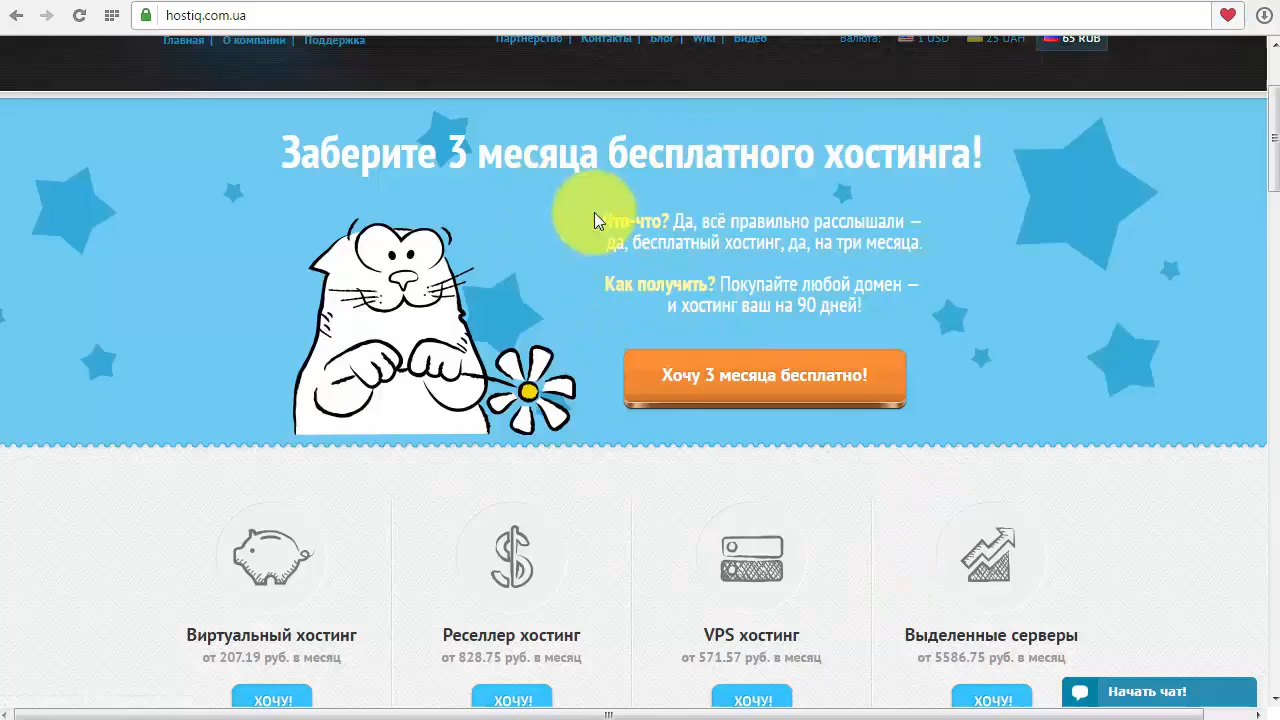 hostiq.com.ua
Главная | О компании | Поддержка
Партнерство | Контакты | Блог | Wiki | Видео
Валюта: 1 USD 25 UAH 65 RUB
Заберите 3 месяца бесплатного хостинга!
Что-что? Да, всё правильно расслышали —
да, бесплатный хостинг, да, на три месяца.
Как получить? Покупайте любой домен —
и хостинг ваш на 90 дней!
Хочу 3 месяца бесплатно!
Виртуальный хостинг
от 207.19 руб. в месяц
ХОЧУ!
Реселлер хостинг
от 828.75 руб. в месяц
ХОЧУ!
VPS хостинг
от 571.57 руб. в месяц
ХОЧУ!
Выделенные серверы
от 5586.75 руб. в месяц
ХОЧУ!
Начать чат!